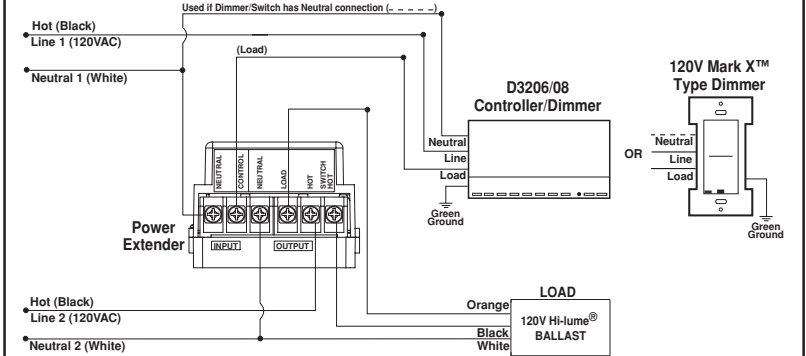 Used if Dimmer/Switch has Neutral connection (_ _ _ _ _)
Hot (Black)
Line 1 (120VAC)
Neutral 1 (White)
(Load)
D3206/08
Controller/Dimmer
Neutral
Line
Load
Green
Ground
OR
120V Mark X™
Type Dimmer
Neutral
Line
Load
Green
Ground
NEUTRAL
CONTROL
NEUTRAL
LOAD
HOT
SWITCH
HOT
Power
Extender
INPUT
OUTPUT
Hot (Black)
Line 2 (120VAC)
Neutral 2 (White)
LOAD
Orange
Black
White
120V Hi-lume®
BALLAST